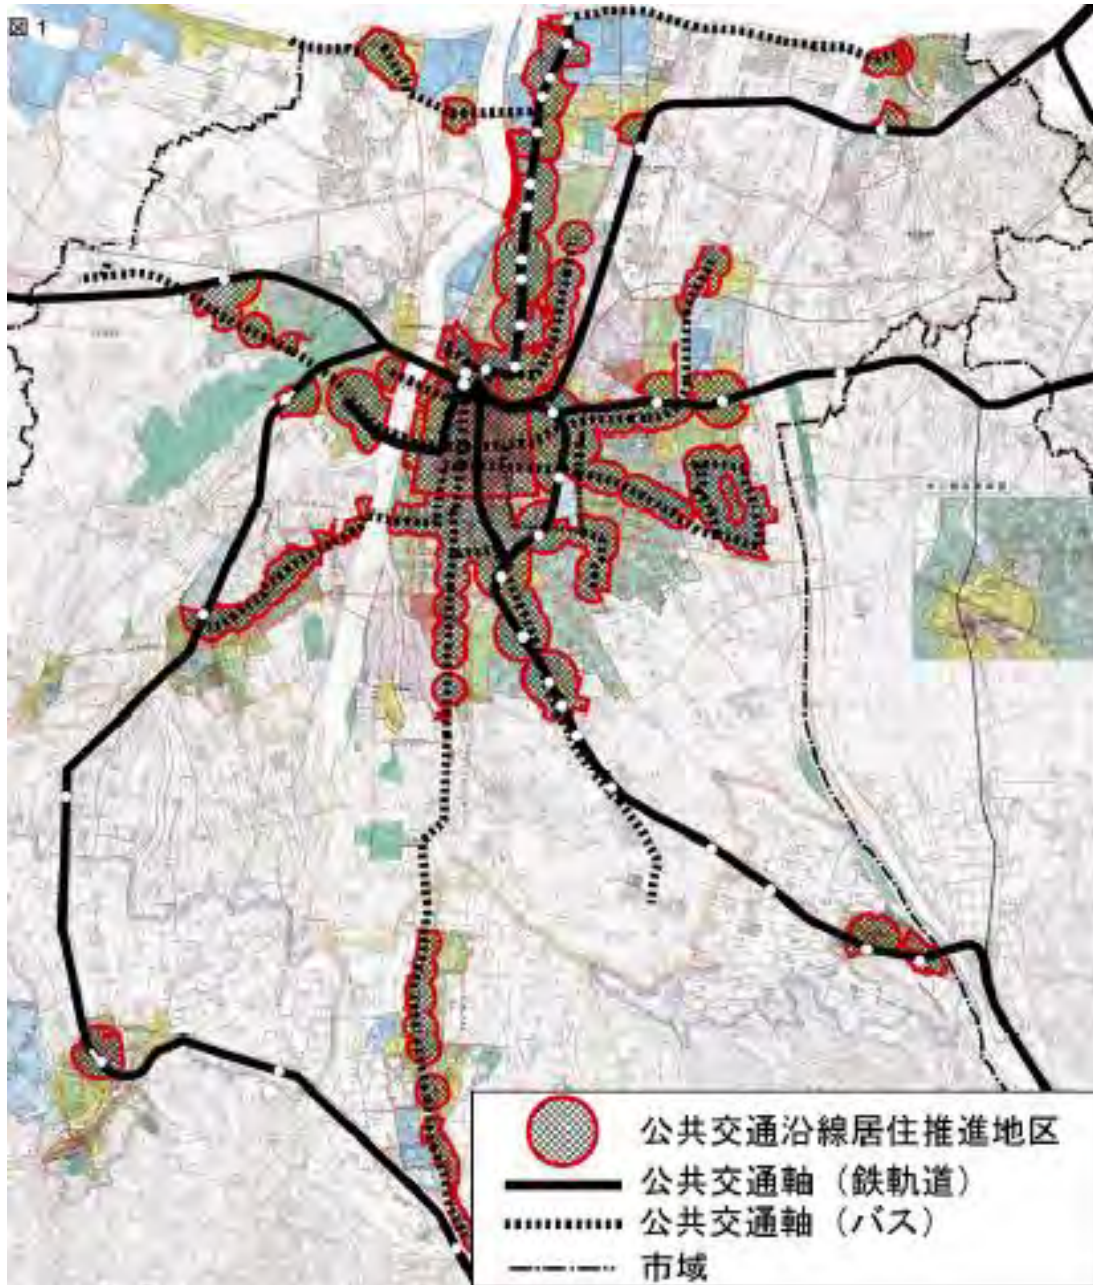 図 1
公共交通沿線居住推進地区
公共交通軸（鉄軌道）
公共交通軸（バス）
市域